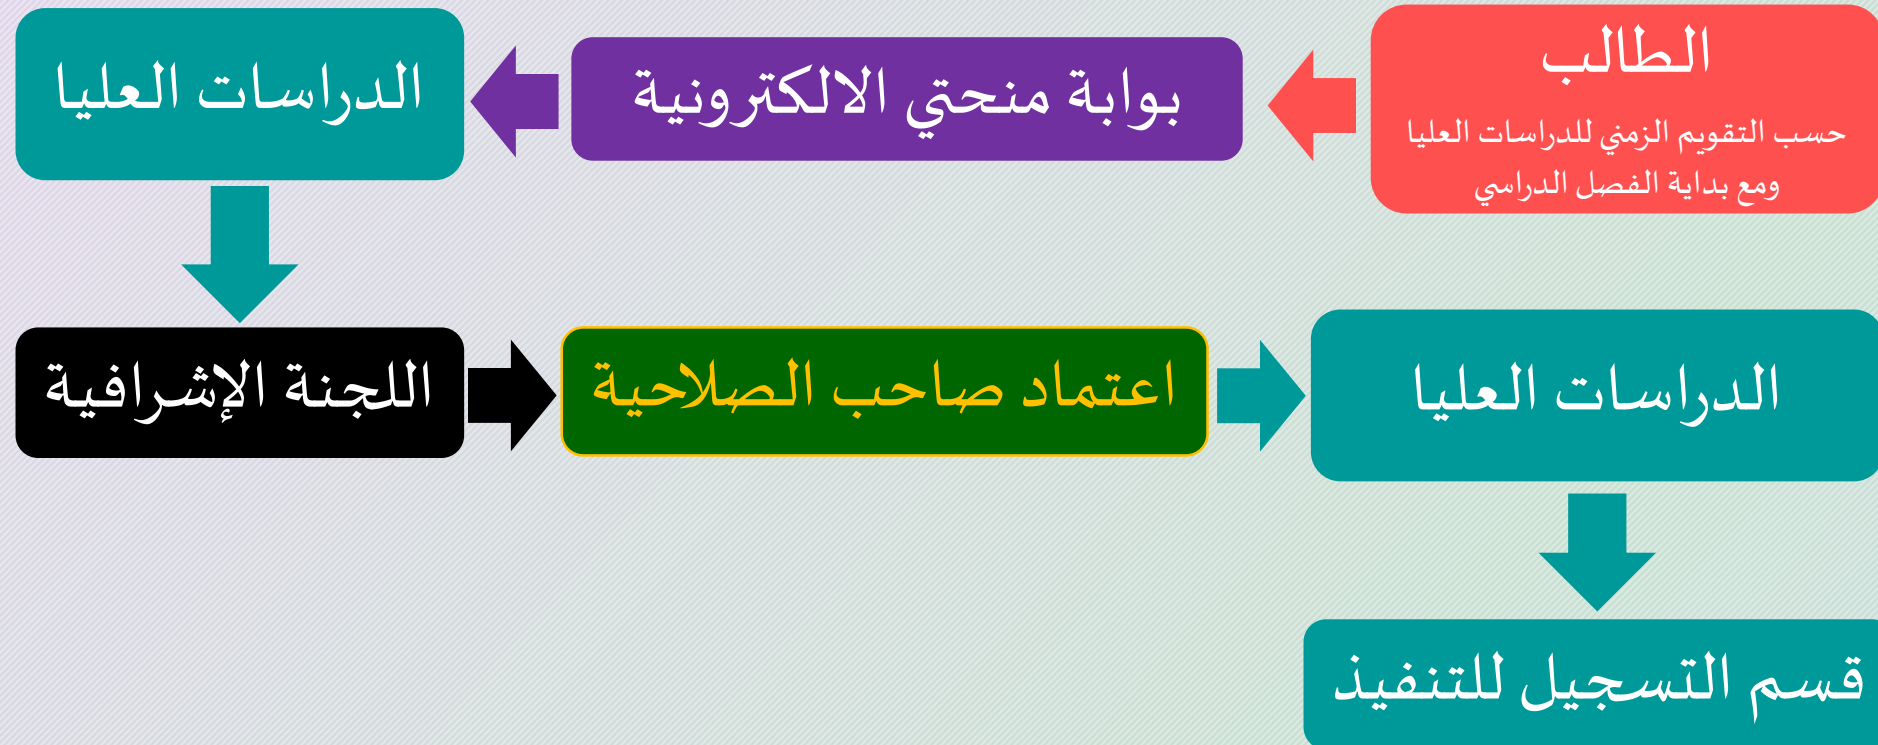 الطالب
حسب التقويم الزمني للدراسات العليا
ومع بداية الفصل الدراسي
بوابة منحتي الالكترونية
الدراسات العليا
اللجنة الإشرافية
اعتماد صاحب الصلاحية
الدراسات العليا
قسم التسجيل للتنفيذ